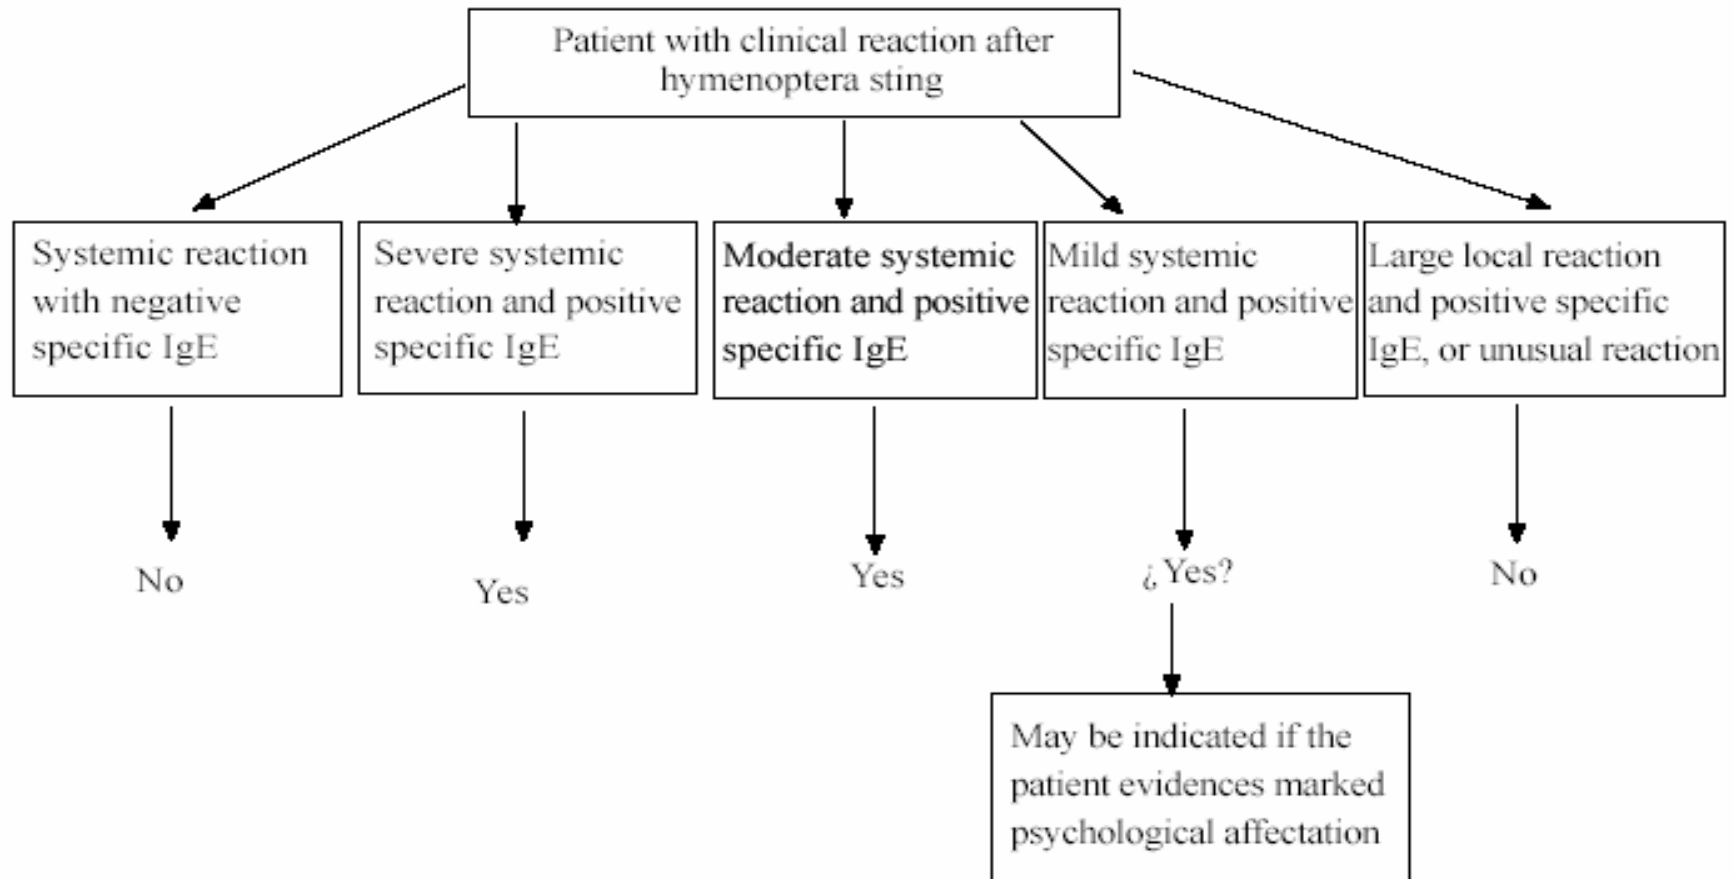 Patient with clinical reaction after
hymenoptera sting
Systemic reaction
with negative
specific IgE
Severe systemic
reaction and positive
specific IgE
Moderate systemic
reaction and positive
specific IgE
Mild systemic
reaction and positive
specific IgE
Large local reaction
and positive specific
IgE, or unusual reaction
No
Yes
Yes
¿Yes?
No
May be indicated if the
patient evidences marked
psychological affectation